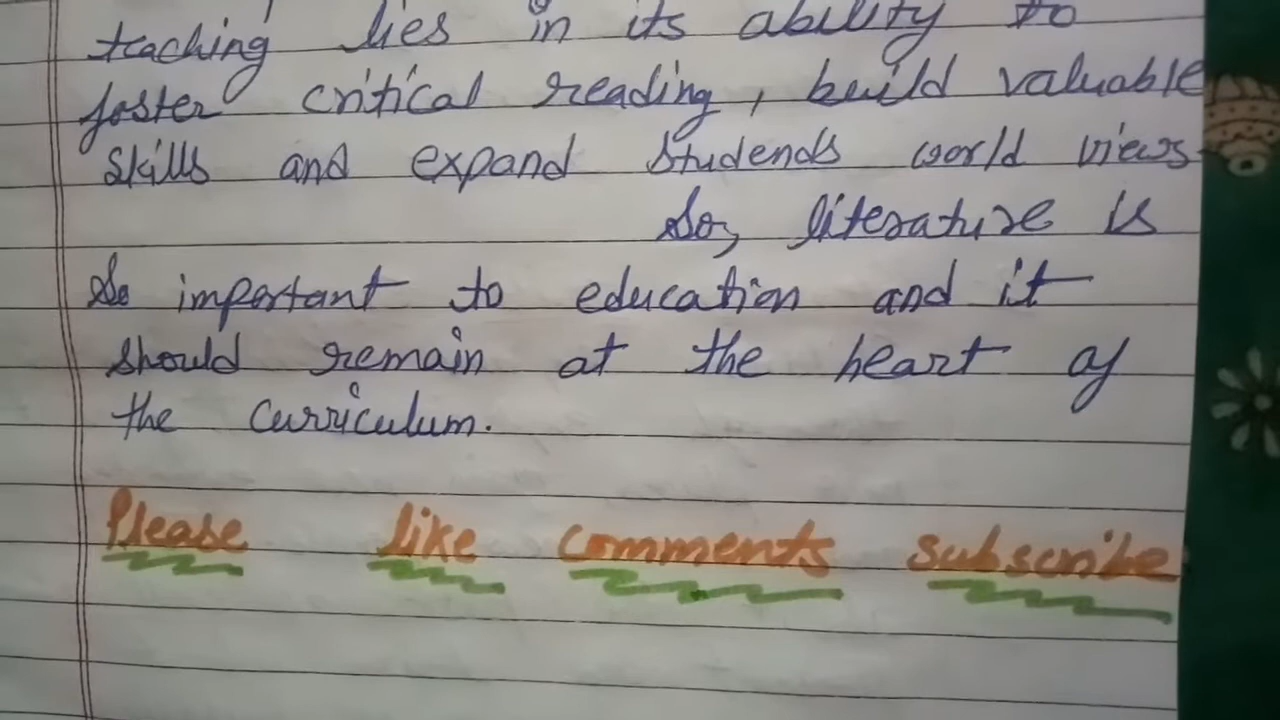 teaching lies in its ability to
foster critical reading, build valuable
skills and expand studends world views
So, literature is
So important to education and it
should remain at the heart of
the curriculum.
Please like comments subscribe